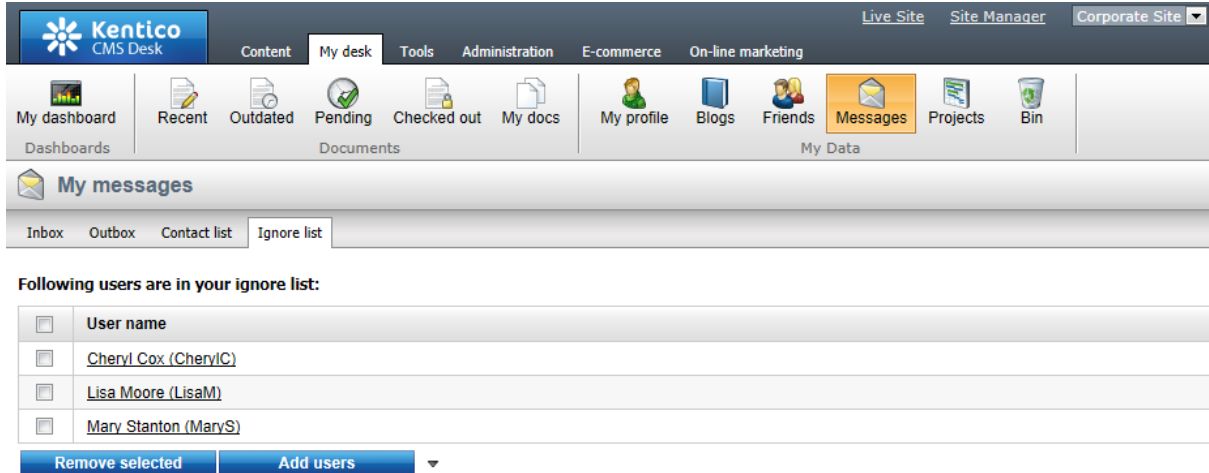 Live Site Site Manager Corporate Site
Kentico
CMS Desk
Content My desk Tools Administration E-commerce On-line marketing
My dashboard Recent Outdated Pending Checked out My docs My profile Blogs Friends Messages Projects Bin
Dashboards Documents My Data
My messages
Inbox Outbox Contact list Ignore list
Following users are in your ignore list:
User name
Cheryl Cox (CherylC)
Lisa Moore (LisaM)
Mary Stanton (MaryS)
Remove selected Add users